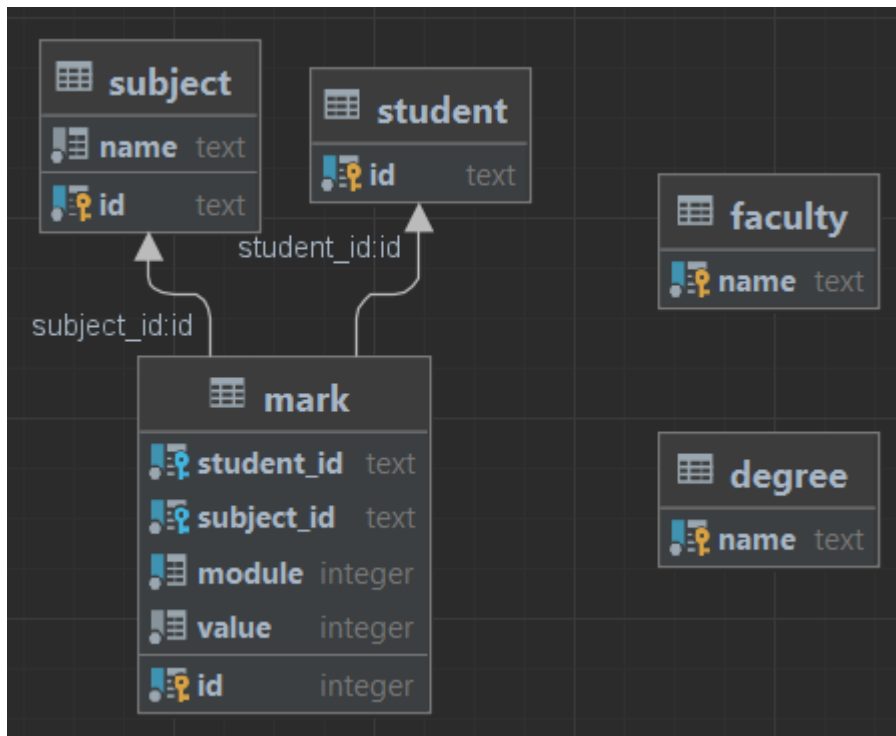 subject
name text
id text
student
id text
student_id:id
subject_id:id
faculty
name text
mark
student_id text
subject_id text
module integer
value integer
id integer
degree
name text